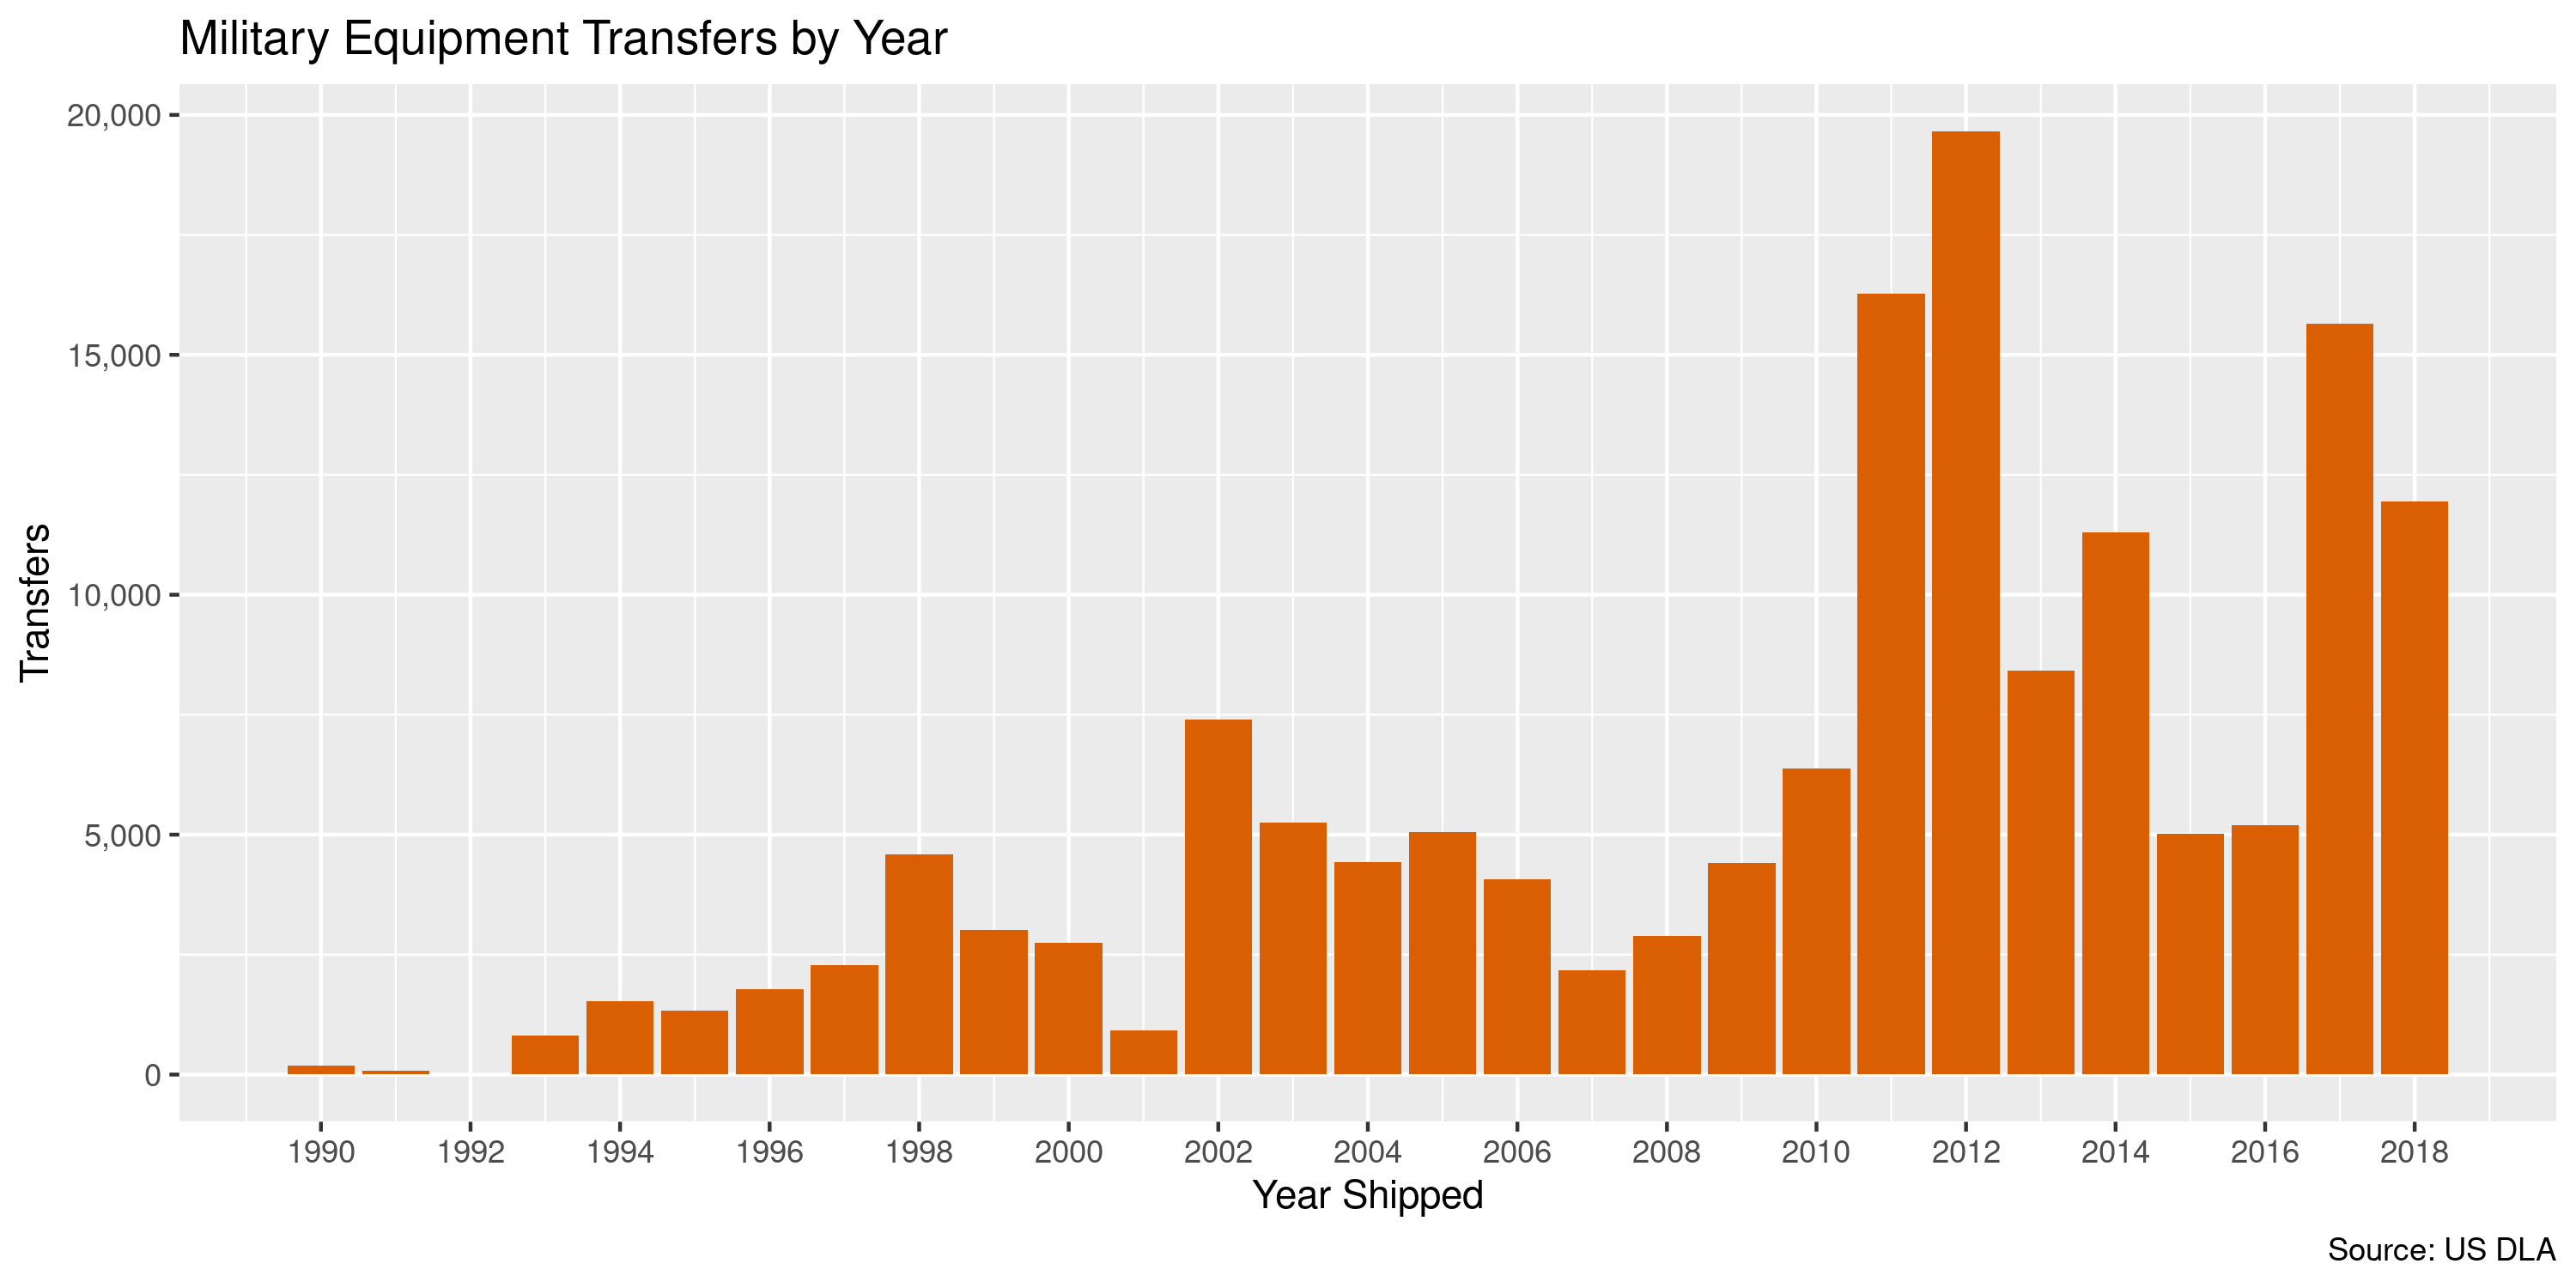 Military Equipment Transfers by Year
20,000
15,000
10,000
5,000
0
Transfers
1990 1992 1994 1996 1998 2000 2002 2004 2006 2008 2010 2012 2014 2016 2018
Year Shipped
Source: US DLA